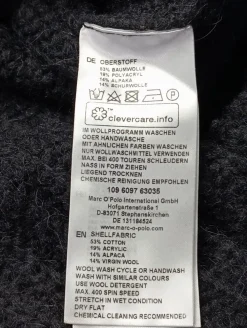 DE OBERSTOFF
53% BAUMWOLLE
19% POLYACRYL
14% ALPAKA
14% SCHURWOLLE
clevercare.info
IM WOLLPROGRAMM WASCHEN
ODER HANDWÄSCHE
MIT ÄHNLICHEN FARBEN WASCHEN
NUR WOLLWASCHMITTEL VERWENDEN
MAX. BEI 400 TOUREN SCHLEUDERN
NASS IN FORM ZIEHEN
LIEGEND TROCKNEN
CHEMISCHE REINIGUNG EMPFOHLEN
109 6097 63035
Marc O'Polo International GmbH
Hofgartenstraße 1
D-83071 Stephanskirchen
DE 131184524
www.marc-o-polo.com
EN SHELLFABRIC
53% COTTON
19% ACRYLIC
14% ALPACA
14% VIRGIN WOOL
WOOL WASH CYCLE OR HANDWASH
WASH WITH SIMILAR COLOURS
USE WOOL DETERGENT
MAX. 400 SPIN SPEED
STRETCH IN WET CONDITION
DRY FLAT
CHEMICAL CLEANING RECOMMENDED